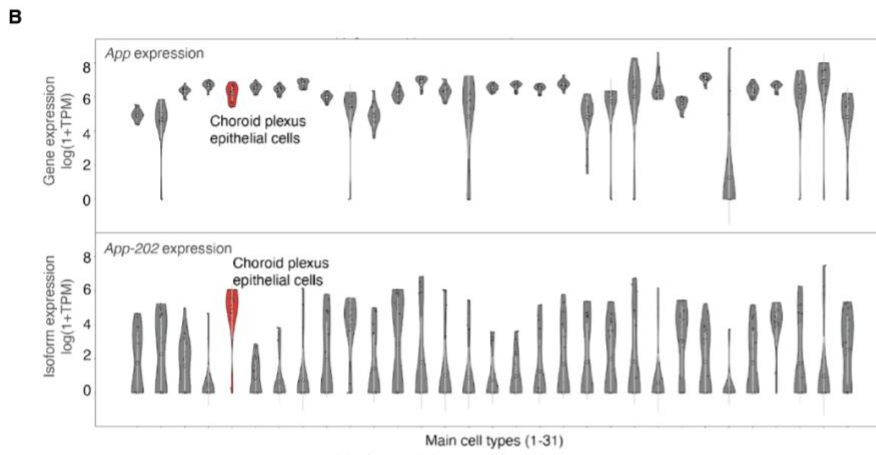 B
App expression
Gene expression
log(1+TPM)
8
6
4
2
0
Choroid plexus
epithelial cells
App-202 expression
Isoform expression
log(1+TPM)
8
6
4
2
0
Choroid plexus
epithelial cells
Main cell types (1-31)